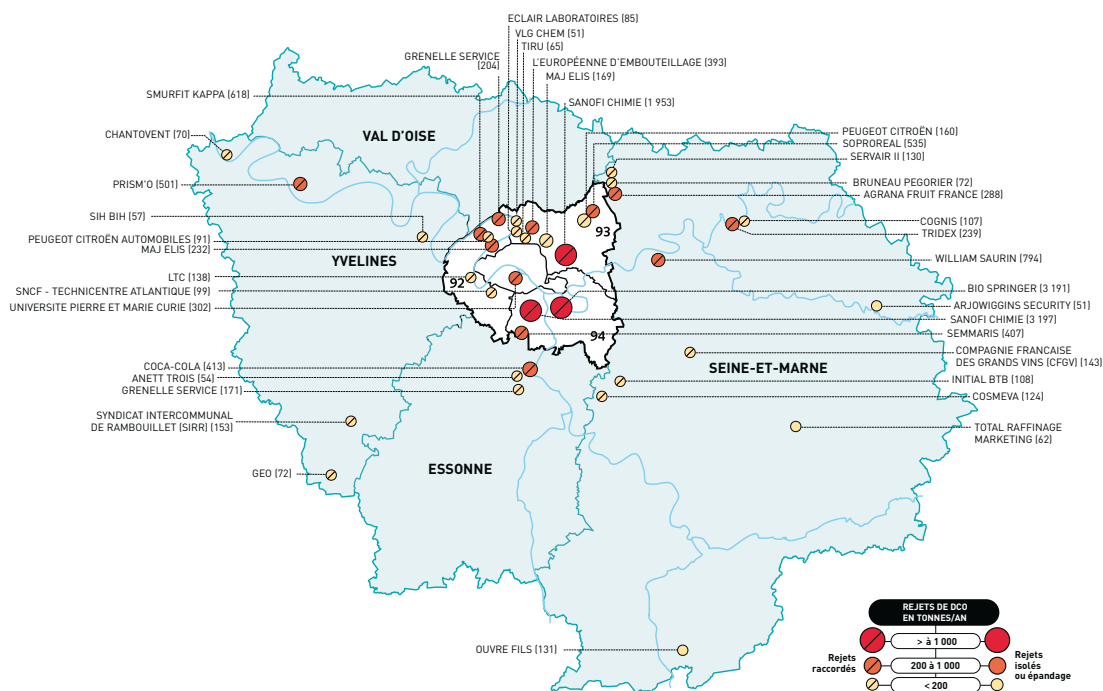 ECLAIR LABORATOIRES (85)
VLG CHEM (51)
TIRU (65)
GRENELLE SERVICE
(204)
L'EUROPÉENNE D'EMBOUTEILLAGE (393)
MAJ ELIS (169)
SMURFIT KAPPA (618)
SANOFI CHIMIE (1 953)
CHANTOVENT (70)
VAL D'OISE
PEUGEOT CITROËN (160)
SOPROREAL (535)
SERVAIR II (130)
PRISM'O (501)
BRUNEAU PEGORIER (72)
AGRANA FRUIT FRANCE (288)
SIH BIH (57)
COGNIS (107)
TRIDEX (239)
93
PEUGEOT CITROËN AUTOMOBILES (91)
MAJ ELIS (232)
YVELINES
WILLIAM SAURIN (794)
LTC (138)
92
SNCF - TECHNICENTRE ATLANTIQUE (99)
BIO SPRINGER (3 191)
UNIVERSITE PIERRE ET MARIE CURIE (302)
ARJOWIGGINS SECURITY (51)
SANOFI CHIMIE (3 197)
94
SEMMARIS (407)
COMPAGNIE FRANCAISE
DES GRANDS VINS (CFGV) (143)
COCA-COLA (413)
SEINE-ET-MARNE
ANETT TROIS (54)
INITIAL BTB (108)
GRENELLE SERVICE (171)
COSMEVA (124)
SYNDICAT INTERCOMMUNAL
DE RAMBOUILLET (SIRR) (153)
TOTAL RAFFINAGE
MARKETING (62)
ESSONNE
GEO (72)
OUVRE FILS (131)
REJETS DE DCO
EN TONNES/AN
> à 1 000
Rejets
raccordés
200 à 1 000
Rejets
isolés
ou épandage
< 200